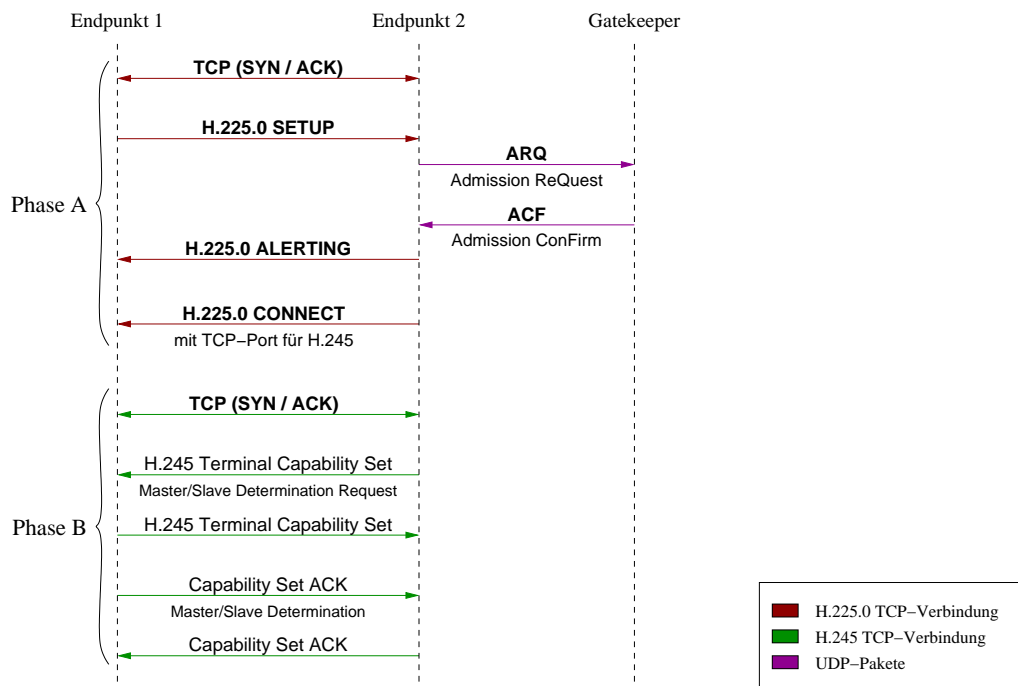 Endpunkt 1 Endpunkt 2 Gatekeeper
TCP (SYN / ACK)
H.225.0 SETUP
ARQ
Admission ReQuest
Phase A
ACF
Admission ConFirm
H.225.0 ALERTING
H.225.0 CONNECT
mit TCP−Port für H.245
TCP (SYN / ACK)
H.245 Terminal Capability Set
Master/Slave Determination Request
Phase B
H.245 Terminal Capability Set
Capability Set ACK
Master/Slave Determination
Capability Set ACK
H.225.0 TCP−Verbindung
H.245 TCP−Verbindung
UDP−Pakete